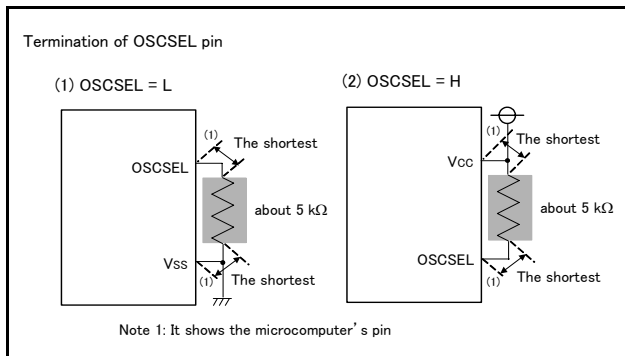 Termination of OSCSEL pin
(1) OSCSEL = L
(1)
The shortest
OSCSEL
about 5 kΩ
Vss
(1)
The shortest
(2) OSCSEL = H
(1)
The shortest
Vcc
about 5 kΩ
OSCSEL
(1)
The shortest
Note 1: It shows the microcomputer's pin